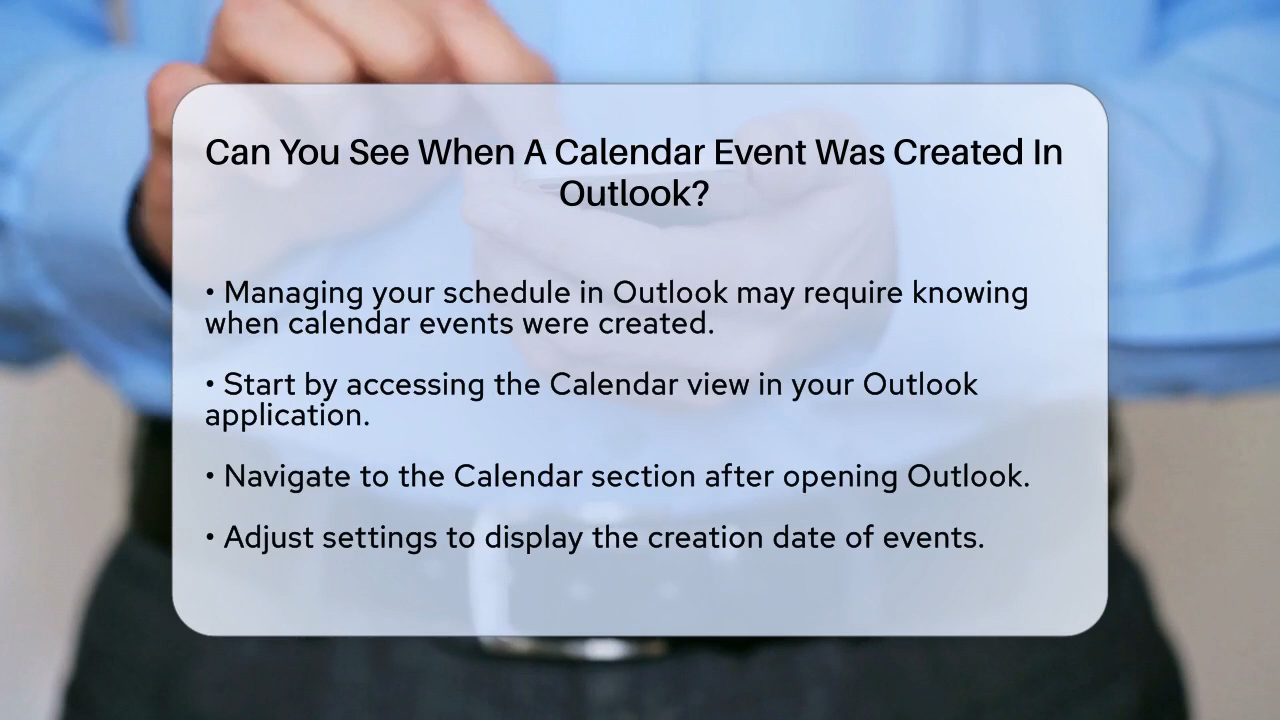 Can You See When A Calendar Event Was Created In
Outlook?
• Managing your schedule in Outlook may require knowing
when calendar events were created.
• Start by accessing the Calendar view in your Outlook
application.
• Navigate to the Calendar section after opening Outlook.
• Adjust settings to display the creation date of events.